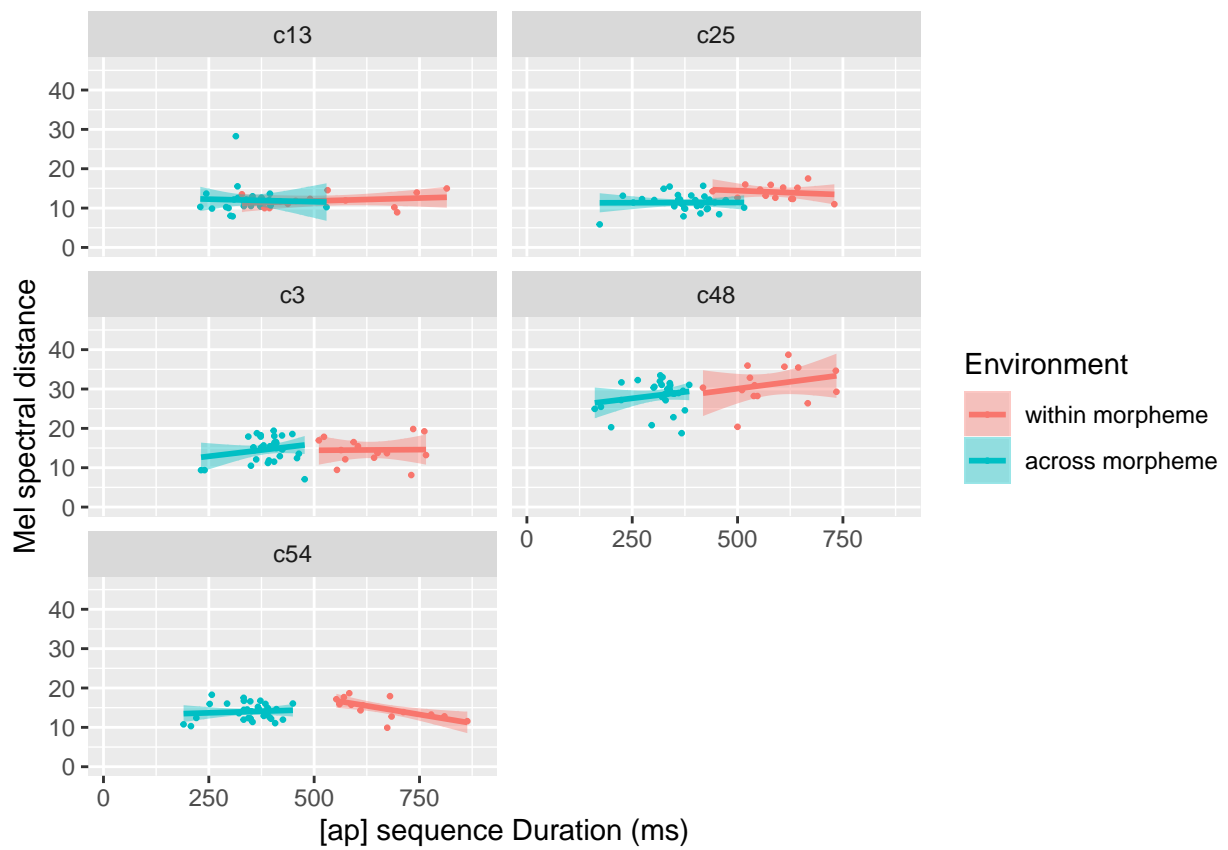 c13
c25
40
30
20
10
0
c3
c48
40
30
20
10
0
0
250
500
750
c54
40
30
20
10
0
0
250
500
750
[ap] sequence Duration (ms)
Mel spectral distance
Environment
within morpheme
across morpheme